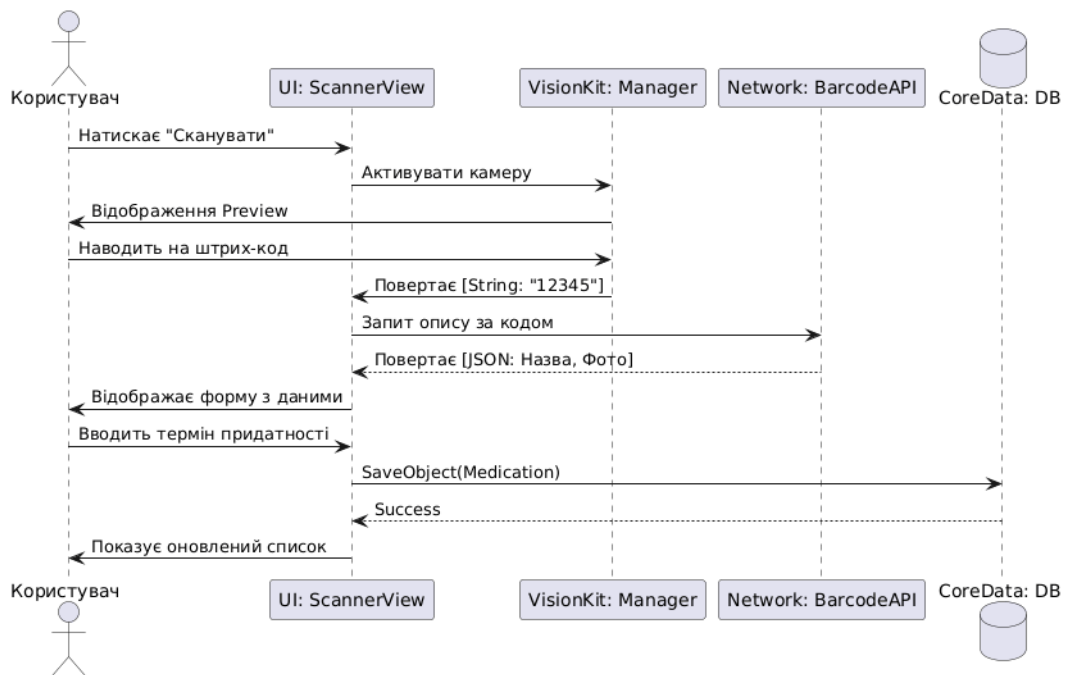 Користувач
UI: ScannerView
VisionKit: Manager
Network: BarcodeAPI
CoreData: DB
Натискає "Сканувати"
Активувати камеру
Відображення Preview
Наводить на штрих-код
Повертає [String: "12345"]
Запит опису за кодом
Повертає [JSON: Назва, Фото]
Відображає форму з даними
Вводить термін придатності
SaveObject(Medication)
Success
Показує оновлений список
Користувач
UI: ScannerView
VisionKit: Manager
Network: BarcodeAPI
CoreData: DB